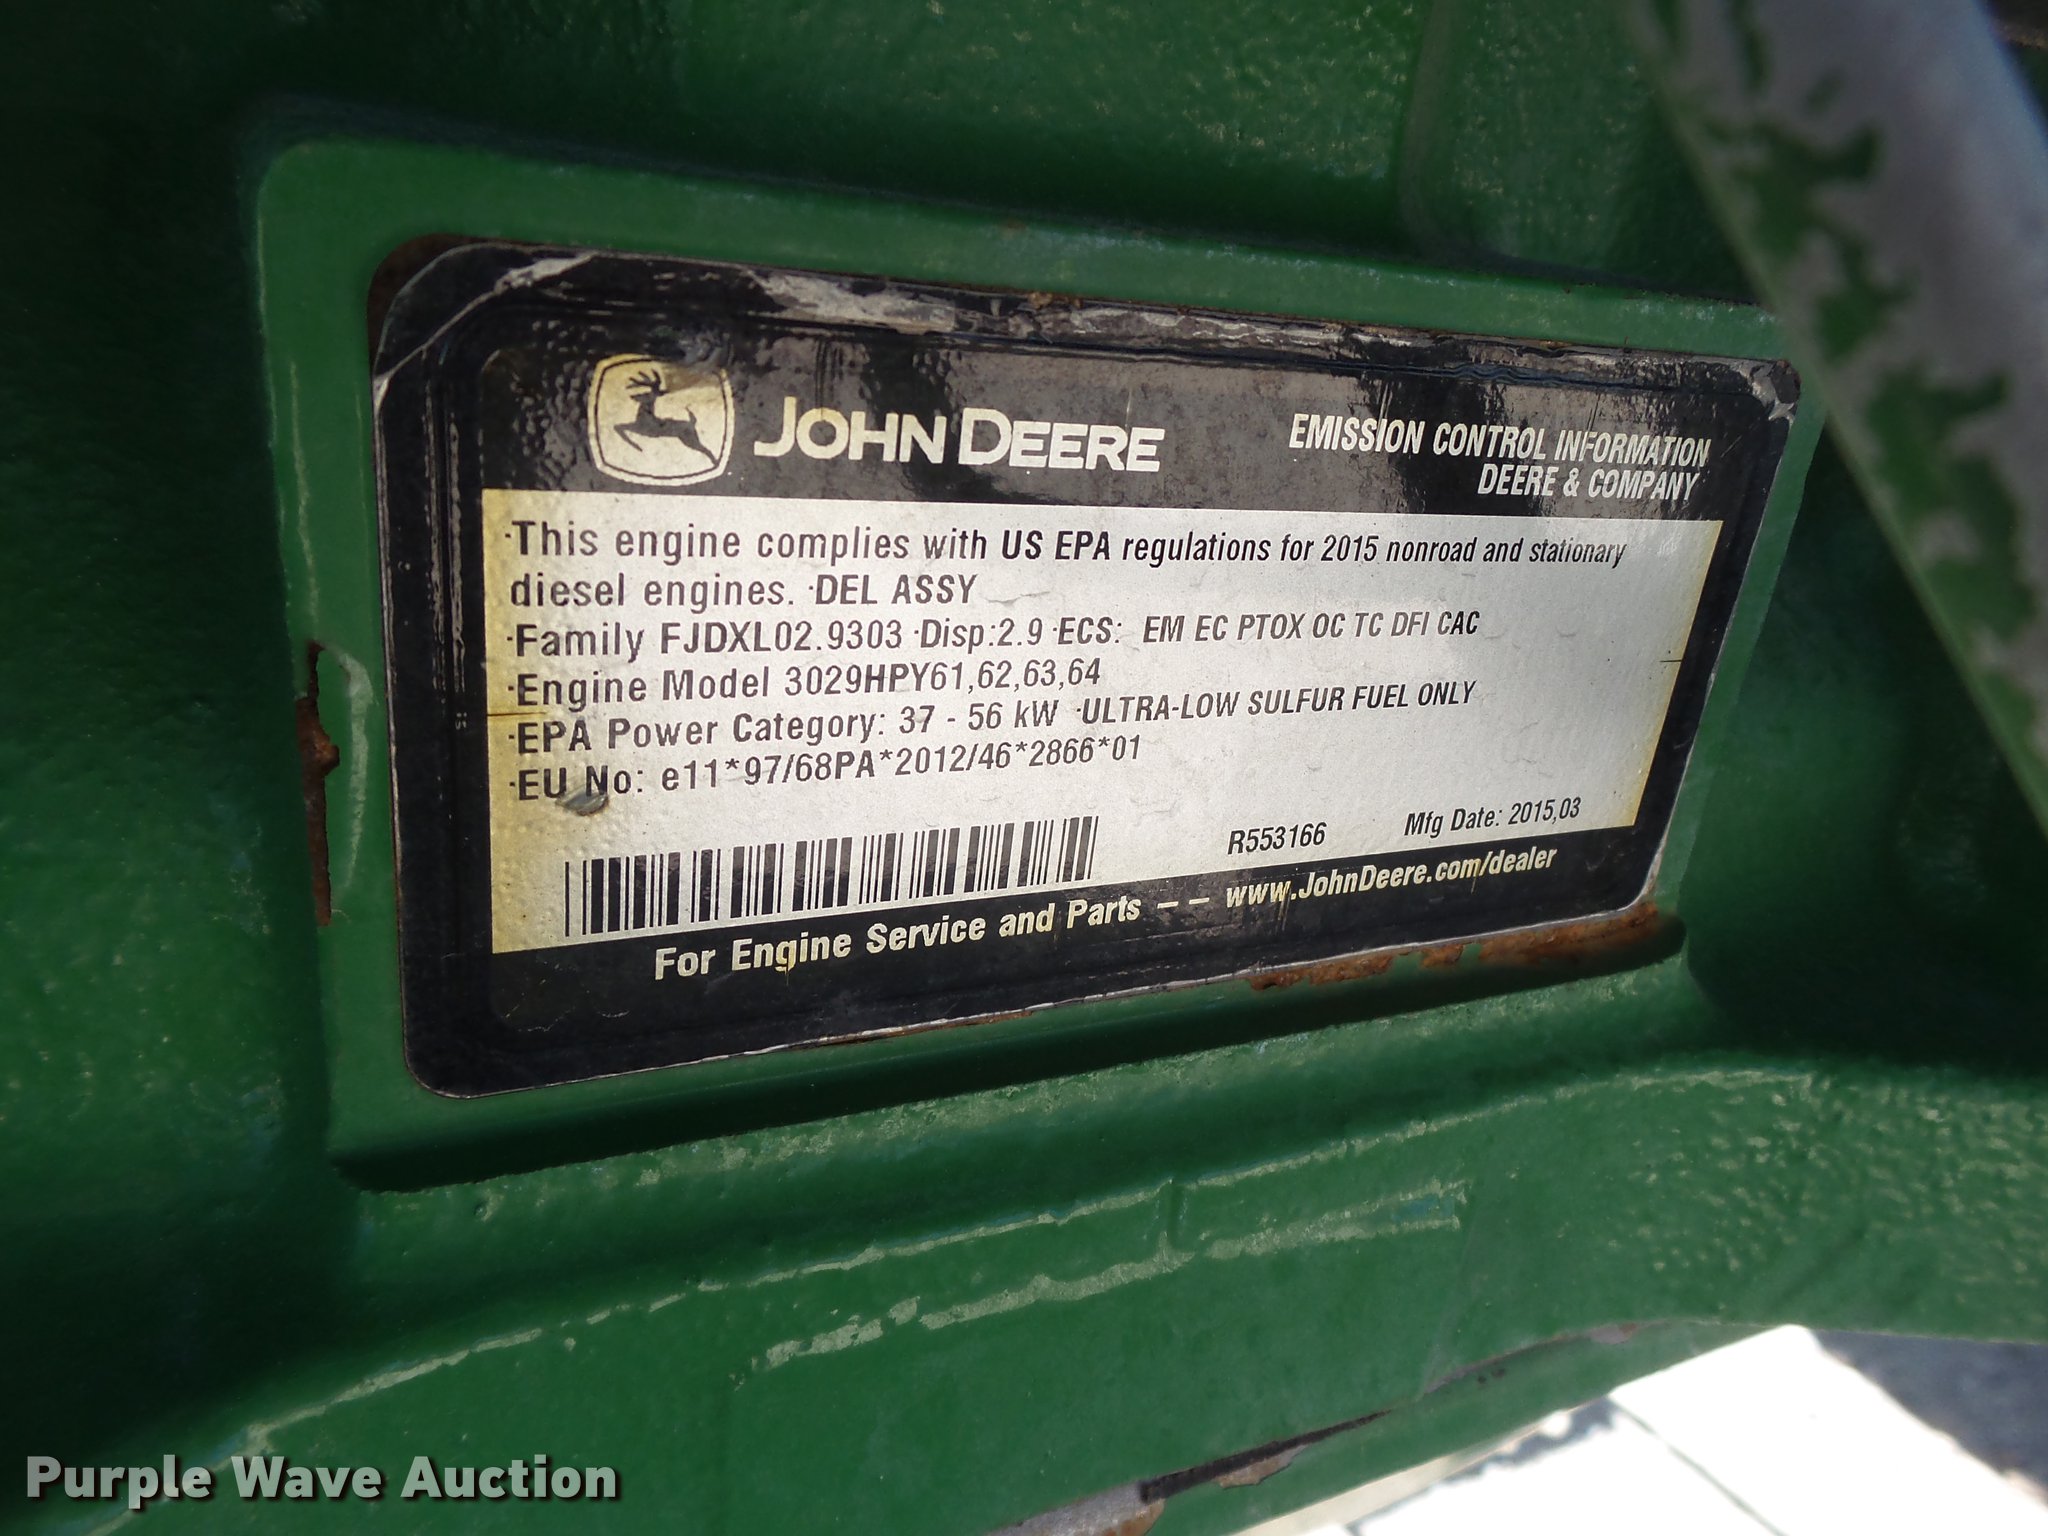 JOHN DEERE
EMISSION CONTROL INFORMATION
DEERE & COMPANY
·This engine complies with US EPA regulations for 2015 nonroad and stationary
diesel engines. ·DEL ASSY
·Family FJDXL02.9303 ·Disp:2.9 ·ECS: EM EC PTOX OC TC DFI CAC
·Engine Model 3029HPY61,62,63,64
·EPA Power Category: 37 - 56 kW ·ULTRA-LOW SULFUR FUEL ONLY
·EU No: e11*97/68PA*2012/46*2866*01
R553166 Mfg Date: 2015,03
For Engine Service and Parts – – www.JohnDeere.com/dealer
Purple Wave Auction